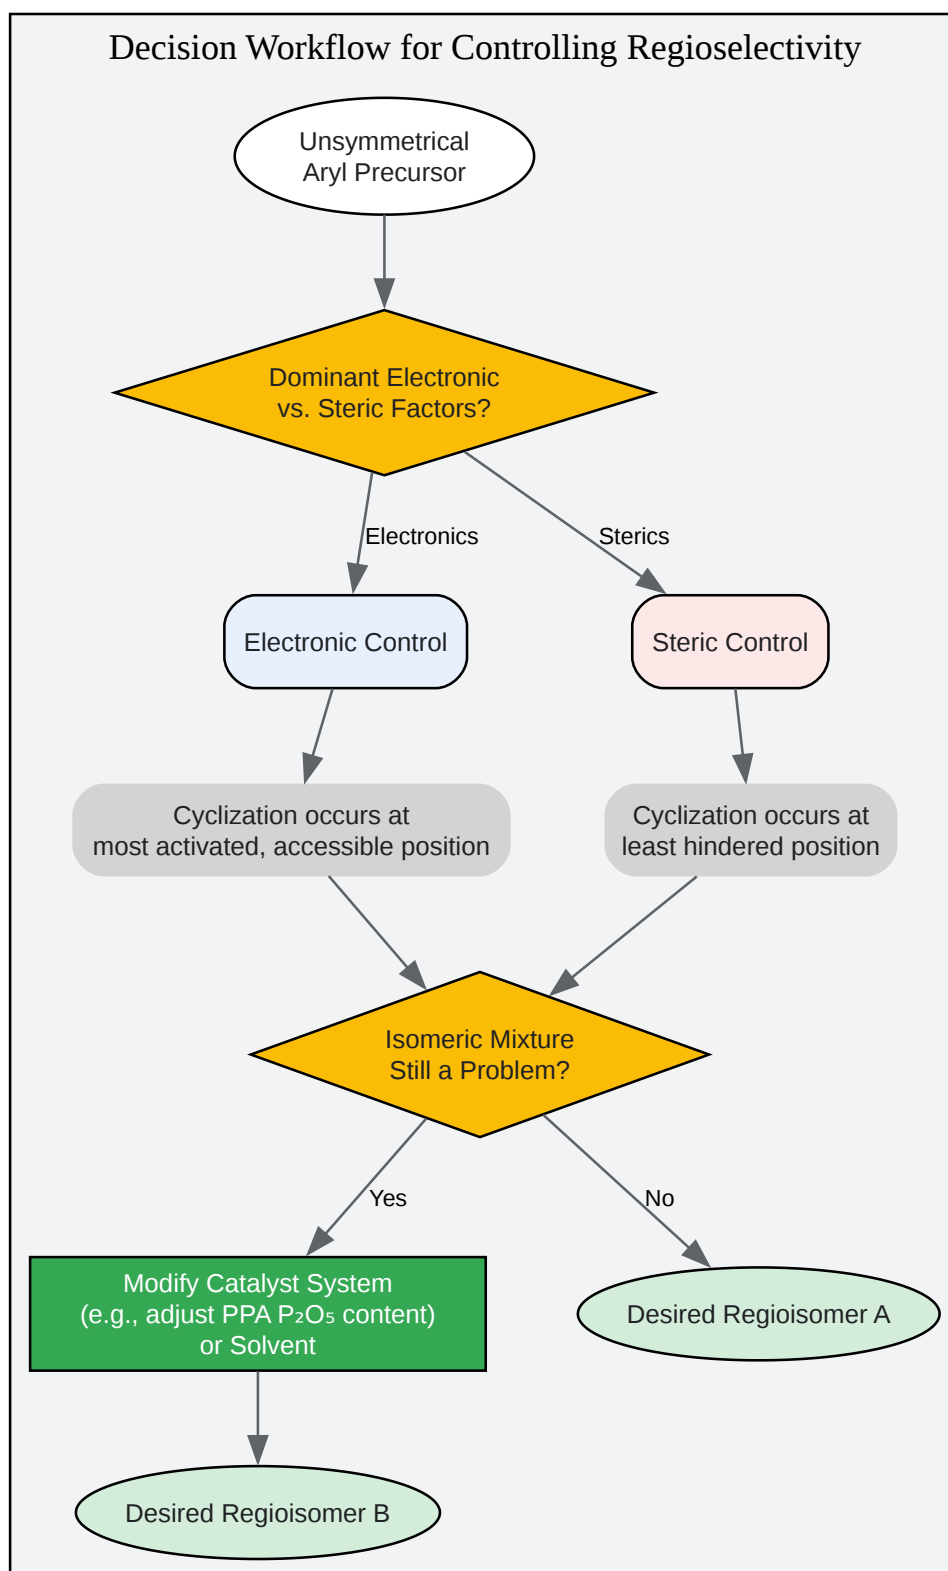 Decision Workflow for Controlling Regioselectivity
Unsymmetrical
Aryl Precursor
Dominant Electronic
vs. Steric Factors?
Electronics
Sterics
Electronic Control
Steric Control
Cyclization occurs at
most activated, accessible position
Cyclization occurs at
least hindered position
Isomeric Mixture
Still a Problem?
Yes
No
Modify Catalyst System
(e.g., adjust PPA P₂O₅ content)
or Solvent
Desired Regioisomer A
Desired Regioisomer B